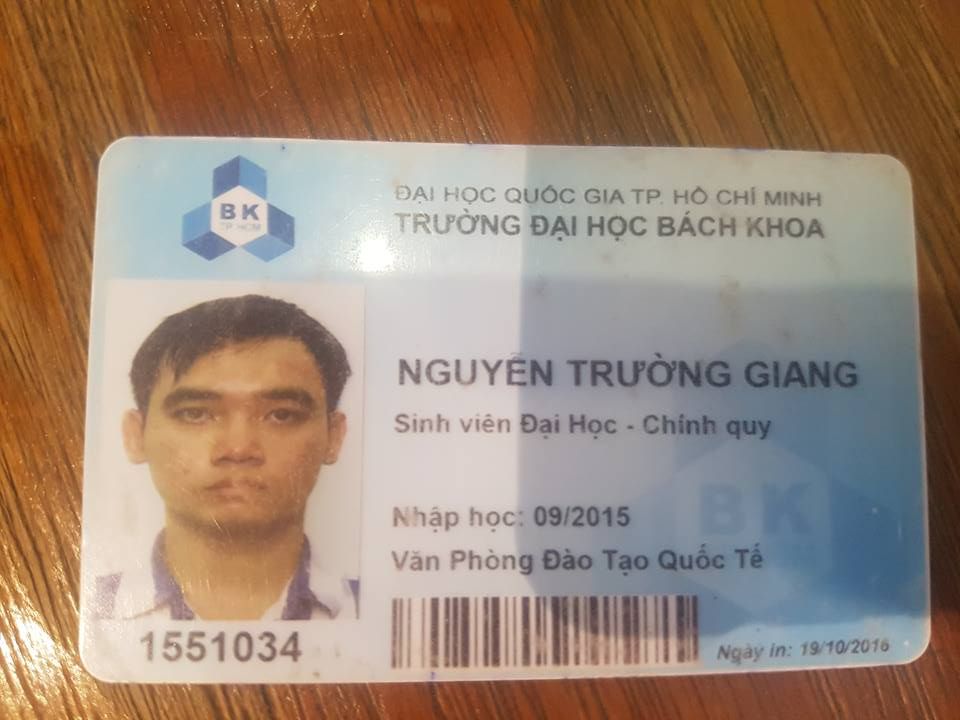 BK
TP.HCM
ĐẠI HỌC QUỐC GIA TP. HỒ CHÍ MINH
TRƯỜNG ĐẠI HỌC BÁCH KHOA
NGUYỄN TRƯỜNG GIANG
Sinh viên Đại Học - Chính quy
Nhập học: 09/2015
Văn Phòng Đào Tạo Quốc Tế
BK
1551034
Ngày in: 19/10/2016